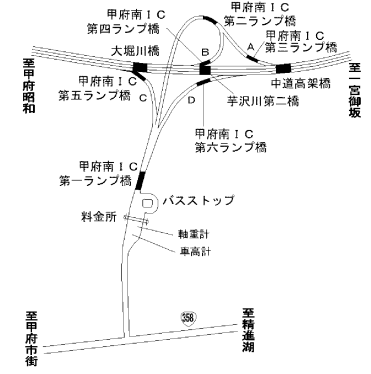 甲府南ＩＣ
第二ランプ橋
甲府南ＩＣ
第四ランプ橋
甲府南ＩＣ
第三ランプ橋
大堀川橋
B
A
至甲府昭和
至一宮御坂
甲府南ＩＣ
第五ランプ橋
C
D
中道高架橋
芋沢川第二橋
甲府南ＩＣ
第六ランプ橋
甲府南ＩＣ
第一ランプ橋
バスストップ
料金所
軸重計
車高計
至甲府市街
358
至精進湖